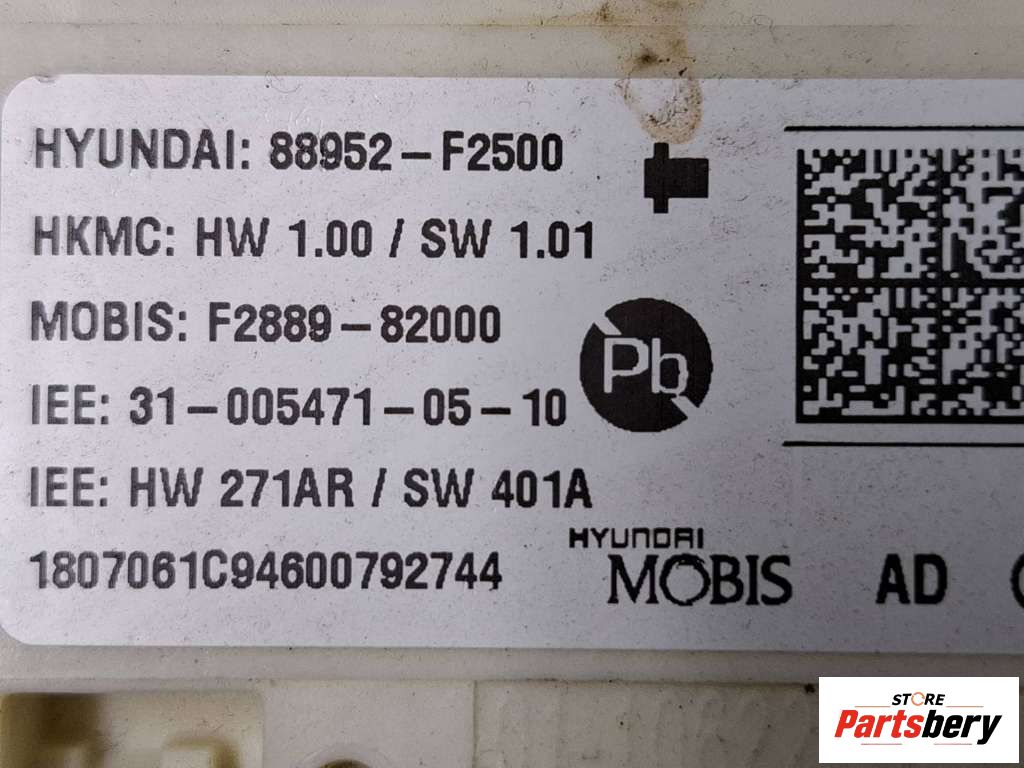 HYUNDAI: 88952-F2500
HKMC: HW 1.00 / SW 1.01
MOBIS: F2889-82000
Pb
IEE: 31-005471-05-10
IEE: HW 271AR / SW 401A
1807061C94600792744
HYUNDAI
MOBIS
AD
STORE
Partsbery